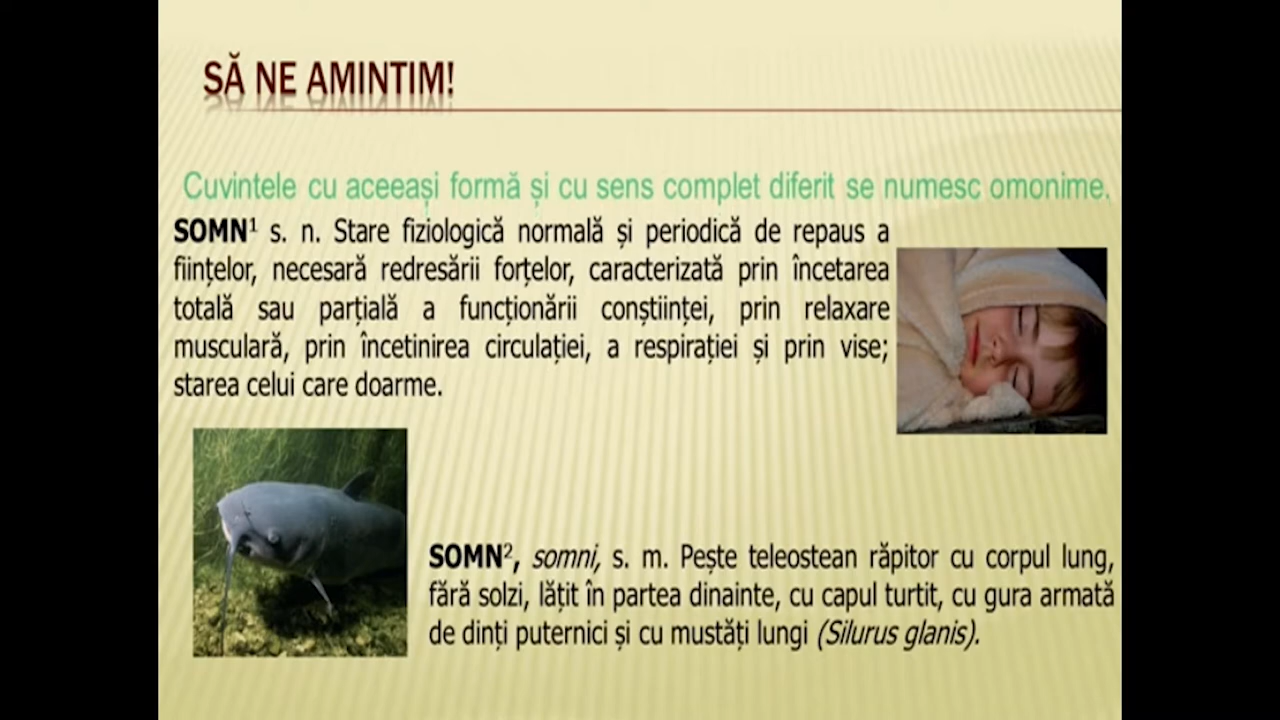 SĂ NE AMINTIM!
Cuvintele cu aceeași formă și cu sens complet diferit se numesc omonime.
SOMN¹ s. n. Stare fiziologică normală și periodică de repaus a
ființelor, necesară redresării forțelor, caracterizată prin încetarea
totală sau parțială a funcționării conștiinței, prin relaxare
musculară, prin încetinirea circulației, a respirației și prin vise;
starea celui care doarme.
SOMN², somni, s. m. Pește teleostean răpitor cu corpul lung,
fără solzi, lățit în partea dinainte, cu capul turtit, cu gura armată
de dinți puternici și cu mustăți lungi (Silurus glanis).